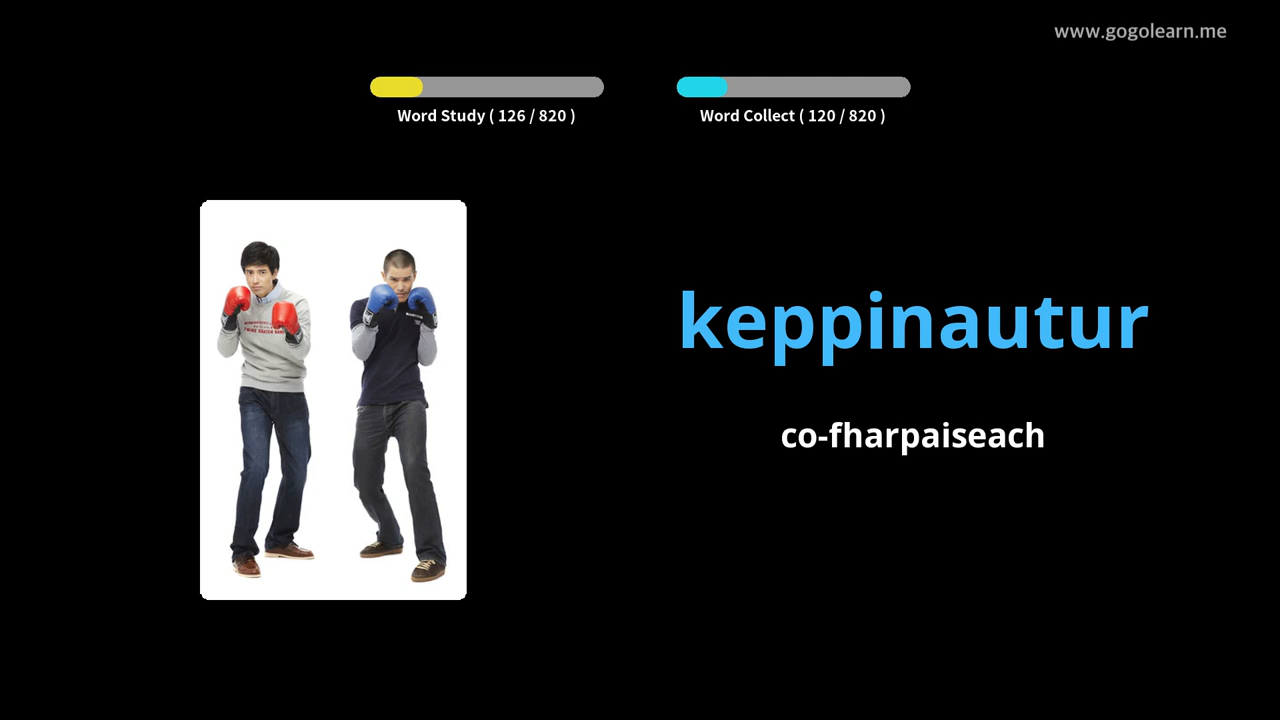 www.gogolearn.me
Word Study ( 126 / 820 )
Word Collect ( 120 / 820 )
keppinautur
co-fharpaiseach